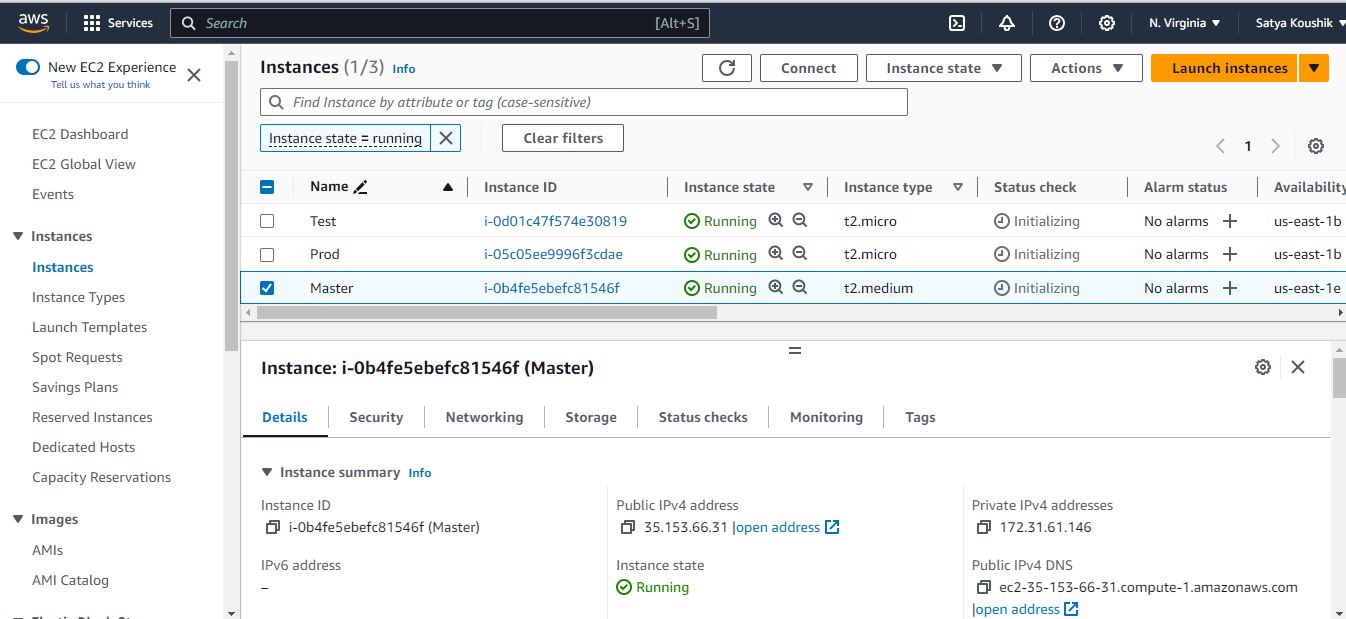 aws Services Search [Alt+S] N. Virginia Satya Koushik
New EC2 Experience
Tell us what you think
EC2 Dashboard
EC2 Global View
Events
Instances
Instances
Instance Types
Launch Templates
Spot Requests
Savings Plans
Reserved Instances
Dedicated Hosts
Capacity Reservations
Images
AMIs
AMI Catalog
Instances (1/3) Info Connect Instance state Actions Launch instances
Find Instance by attribute or tag (case-sensitive)
Instance state = running Clear filters
1
Name Instance ID Instance state Instance type Status check Alarm status Availability
Test i-0d01c47f574e30819 Running t2.micro Initializing No alarms + us-east-1b
Prod i-05c05ee9996f3cdae Running t2.micro Initializing No alarms + us-east-1b
Master i-0b4fe5ebefc81546f Running t2.medium Initializing No alarms + us-east-1e
Instance: i-0b4fe5ebefc81546f (Master)
Details Security Networking Storage Status checks Monitoring Tags
Instance summary Info
Instance ID
i-0b4fe5ebefc81546f (Master)
IPv6 address
–
Public IPv4 address
35.153.66.31 |open address
Instance state
Running
Private IPv4 addresses
172.31.61.146
Public IPv4 DNS
ec2-35-153-66-31.compute-1.amazonaws.com
|open address